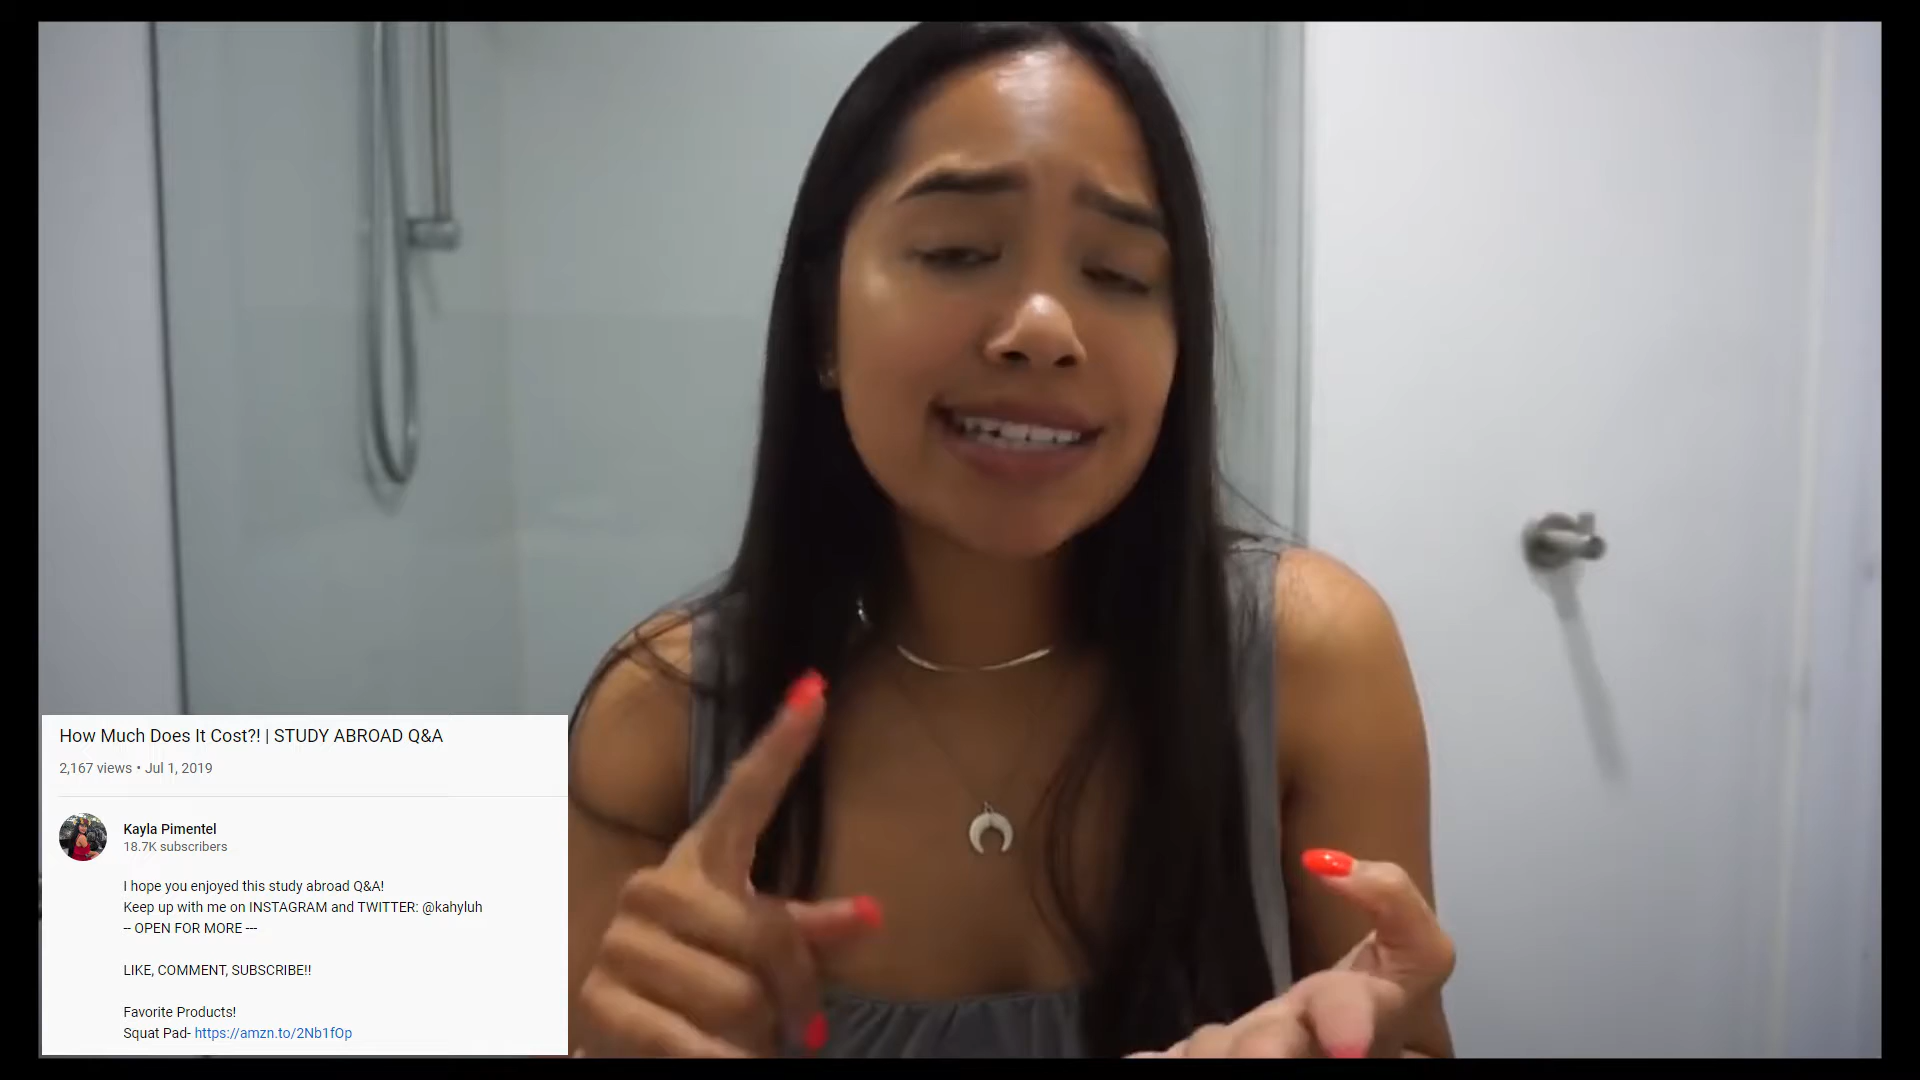 How Much Does It Cost?! | STUDY ABROAD Q&A
2,167 views • Jul 1, 2019
Kayla Pimentel
18.7K subscribers
I hope you enjoyed this study abroad Q&A!
Keep up with me on INSTAGRAM and TWITTER: @kahyluh
-- OPEN FOR MORE ---
LIKE, COMMENT, SUBSCRIBE!!
Favorite Products!
Squat Pad- https://amzn.to/2Nb1fOp